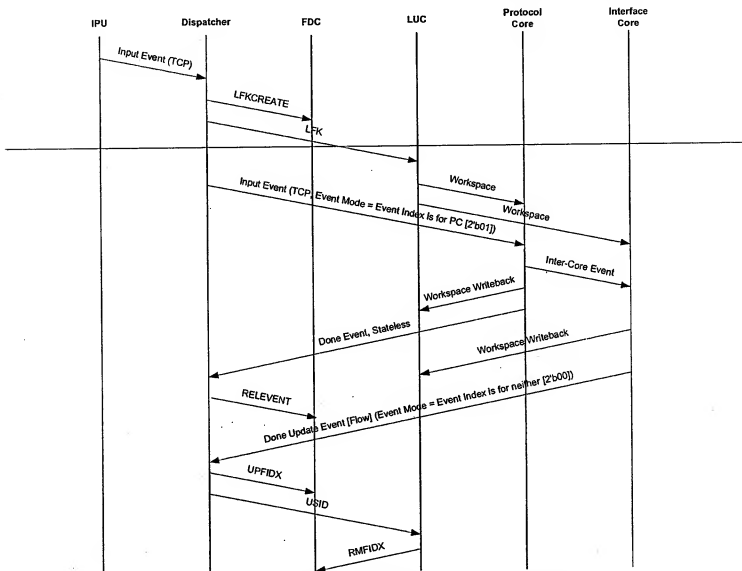 IPU
Dispatcher
FDC
LUC
Protocol
Core
Interface
Core
Input Event (TCP)
LFKCREATE
LFK
Workspace
Input Event (TCP, Event Mode = Event Index Is for PC [2'b01])
Workspace
Inter-Core Event
Workspace Writeback
Done Event, Stateless
Workspace Writeback
RELEVENT
Done Update Event [Flow] (Event Mode = Event Index Is for neither [2'b00])
UPFIDX
USID
RMFIDX